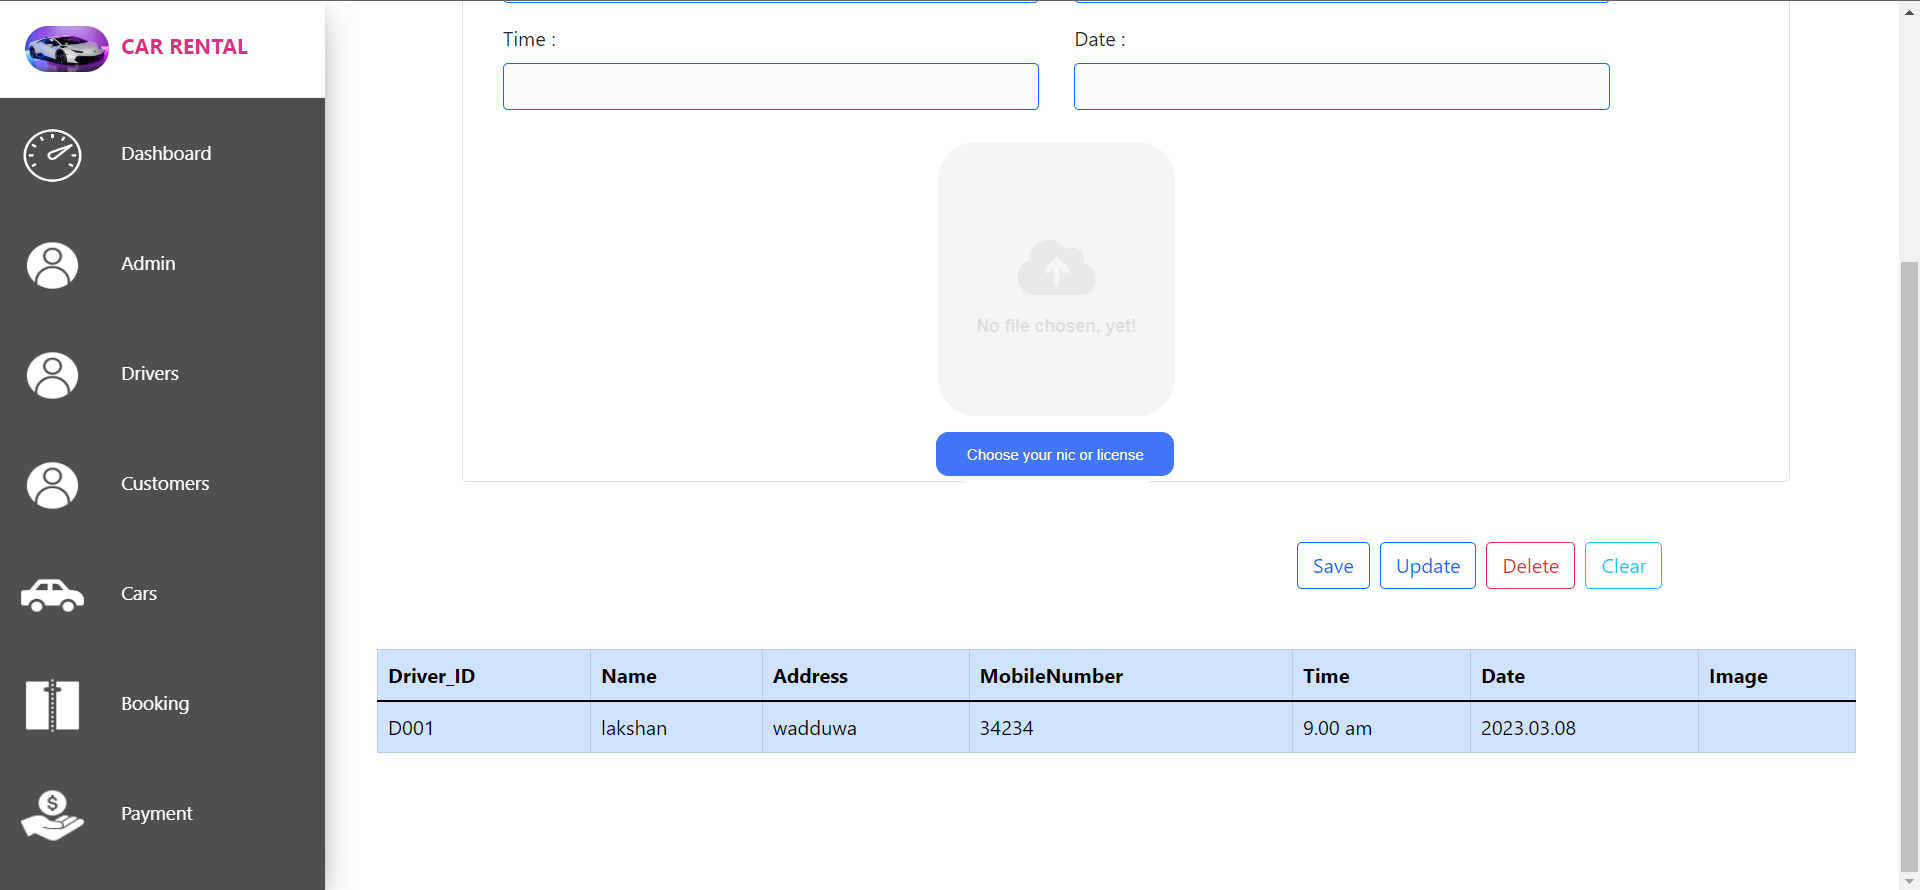 CAR RENTAL
Dashboard
Admin
Drivers
Customers
Cars
Booking
$
Payment
Time :
Date :
No file chosen, yet!
Choose your nic or license
Save Update Delete Clear
Driver_ID Name Address MobileNumber Time Date Image
D001 lakshan wadduwa 34234 9.00 am 2023.03.08